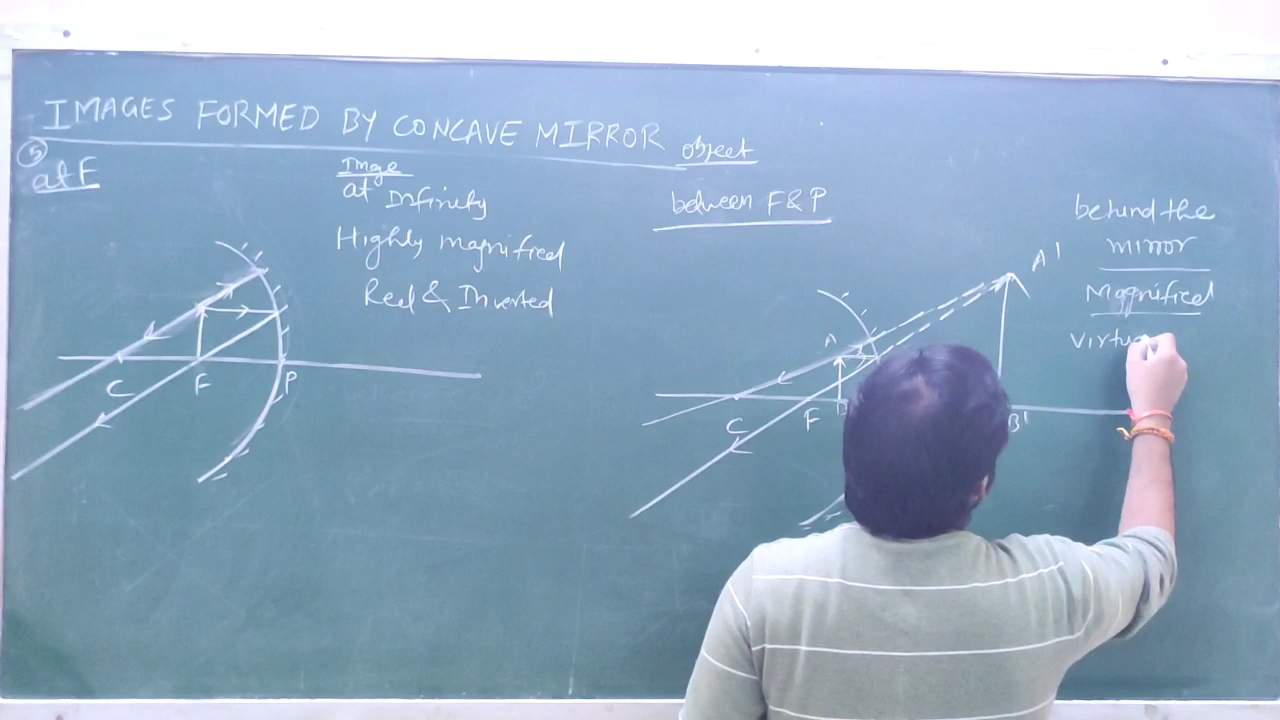 IMAGES FORMED BY CONCAVE MIRROR
5
at F
Image
at Infinity
Highly magnified
Real & Inverted
C
F
P
object
between F & P
A
A'
C
F
B'
behind the
mirror
Magnified